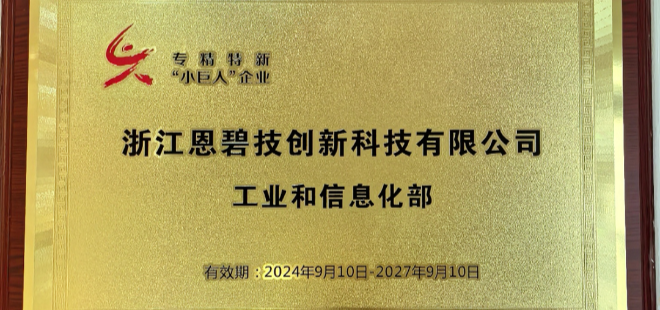 专精特新
“小巨人”企业
浙江恩碧技创新科技有限公司
工业和信息化部
有效期：2024年9月10日-2027年9月10日